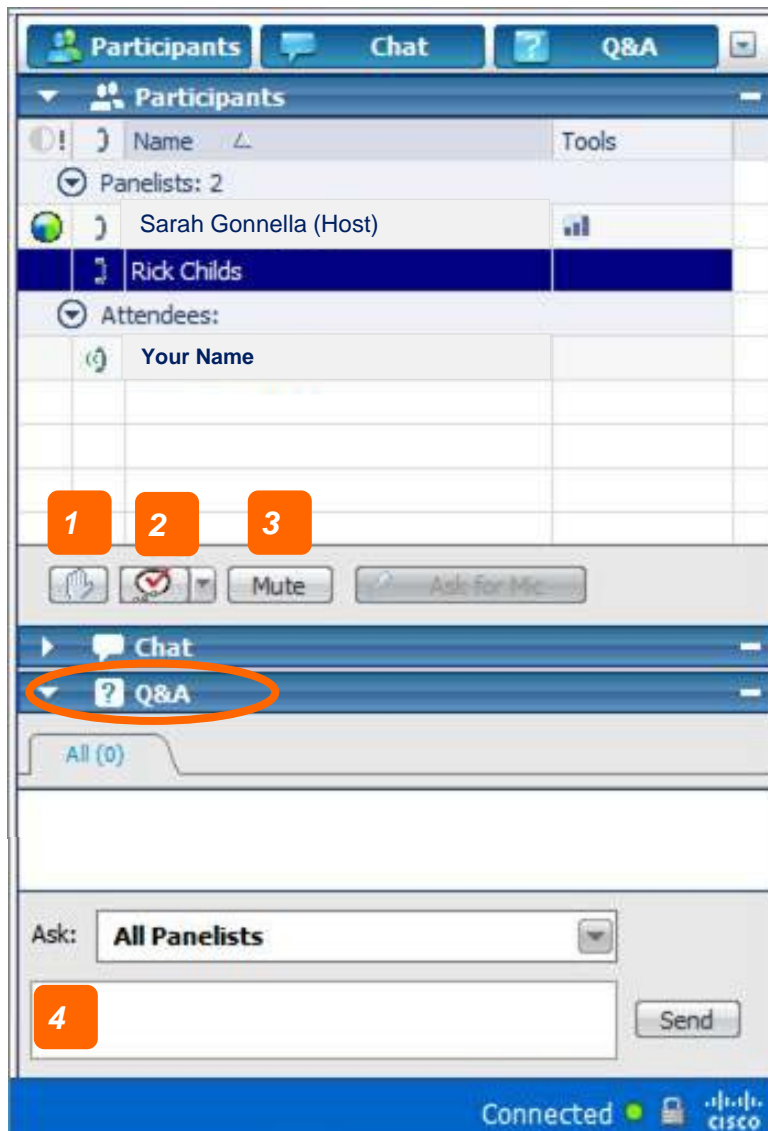 Participants Chat ? Q&A
Participants
! Name Tools
Panelists: 2
Sarah Gonnella (Host)
Rick Childs
Attendees:
Your Name
1 2 3
Mute Ask for Mic
Chat
? Q&A
All (0)
Ask: All Panelists
4 Send
Connected CISCO